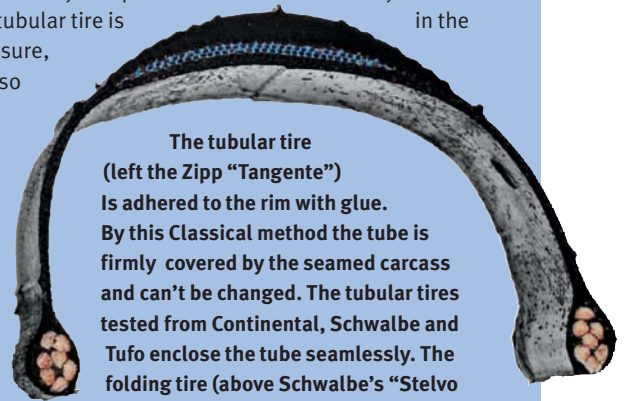 tubular tire is in the
sure,
so
The tubular tire
(left the Zipp “Tangente”)
Is adhered to the rim with glue.
By this Classical method the tube is
firmly covered by the seamed carcass
and can’t be changed. The tubular tires
tested from Continental, Schwalbe and
Tufo enclose the tube seamlessly. The
folding tire (above Schwalbe’s “Stelvo